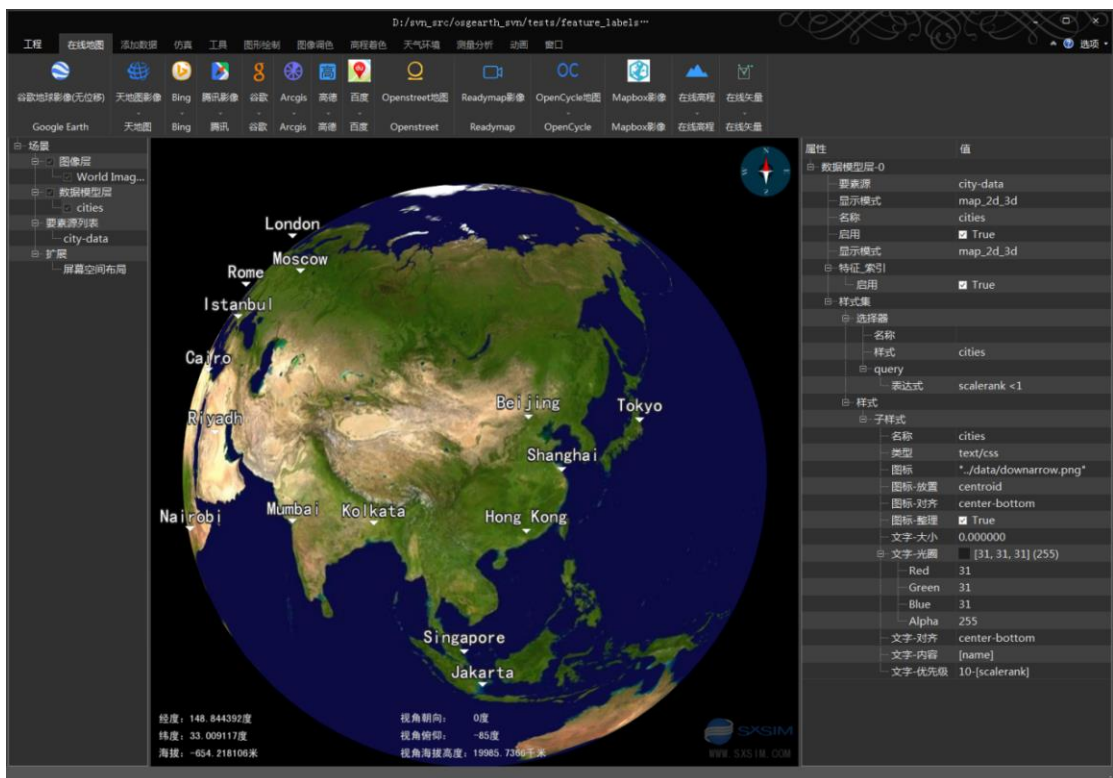 D:/svn_src/osgearth_svn/tests/feature_labels…
工程 在线地图 添加数据 仿真 工具 图形绘制 图像调色 高程着色 天气环境 测量分析 动画 窗口 选项
谷歌地球影像(无位移) 天地图影像 Bing 腾讯影像 谷歌 Arcgis 高德 百度 Openstreet地图 Readymap影像 OpenCycle地图 Mapbox影像 在线高程 在线矢量
Google Earth 天地图 Bing 腾讯 谷歌 Arcgis 高德 百度 Openstreet Readymap OpenCycle Mapbox影像 在线高程 在线矢量
场景
图像层
World Imag...
数据模型层
cities
要素源列表
city-data
扩展
屏幕空间布局
London
Moscow
Rome
Istanbul
Cairo
Riyadh
Beijing
Tokyo
Shanghai
Nairobi
Mumbai
Kolkata
Hong Kong
Singapore
Jakarta
N
S
经度: 148.844392度
纬度: 33.009117度
海拔: -654.218106米
视角朝向: 0度
视角俯仰: -85度
视角海拔高度: 19985.7366千米
SXSIM
WWW.SXSIM.COM
属性 值
数据模型层-0
要素源 city-data
显示模式 map_2d_3d
名称 cities
启用 True
显示模式 map_2d_3d
特征_索引
启用 True
样式集
选择器
名称
样式 cities
query
表达式 scalerank <1
样式
子样式
名称 cities
类型 text/css
图标 "../data/downarrow.png"
图标-放置 centroid
图标-对齐 center-bottom
图标-整理 True
文字-大小 0.000000
文字-光圈 [31, 31, 31] (255)
Red 31
Green 31
Blue 31
Alpha 255
文字-对齐 center-bottom
文字-内容 [name]
文字-优先级 10-[scalerank]